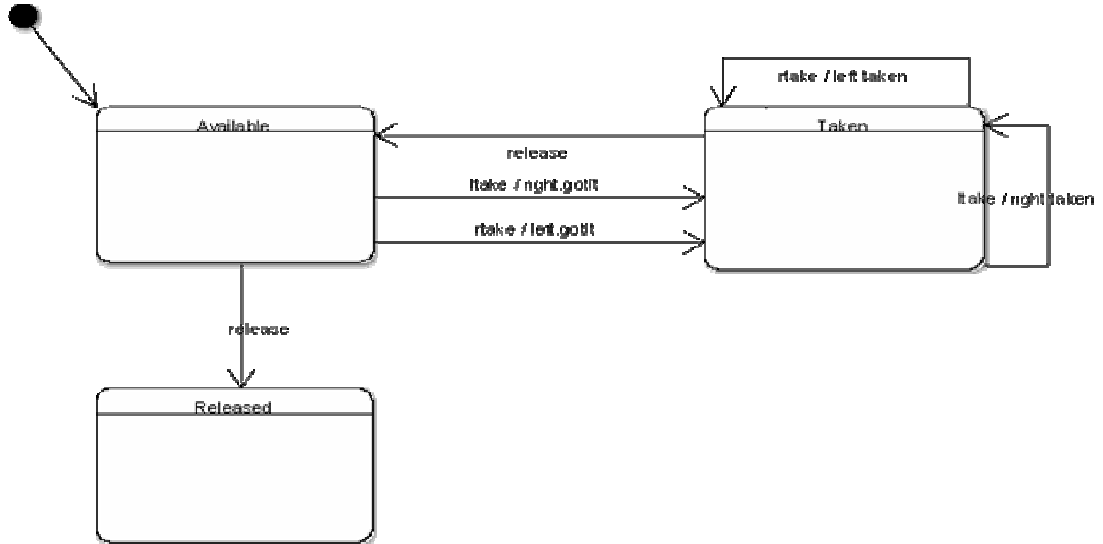 rtake / left.taken
Available
Taken
release
ltake / right.gotit
ltake / right.taken
rtake / left.gotit
release
Released